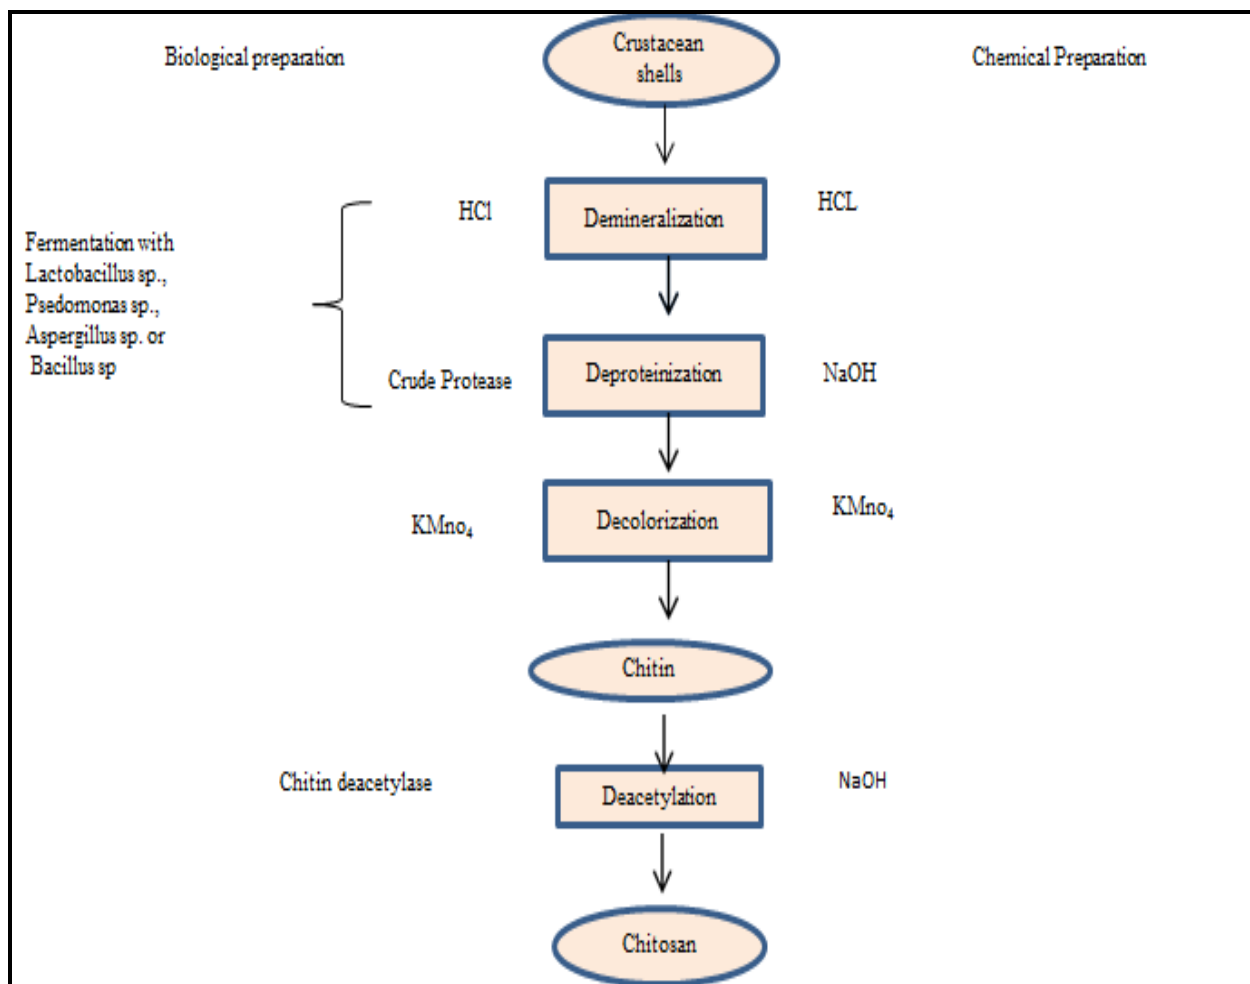 Biological preparation
Crustacean
shells
Chemical Preparation
HCl
Demineralization
HCL
Fermentation with
Lactobacillus sp.,
Psedomonas sp.,
Aspergillus sp. or
Bacillus sp
Crude Protease
Deproteinization
NaOH
KMno₄
Decolorization
KMno₄
Chitin
Chitin deacetylase
Deacetylation
NaOH
Chitosan